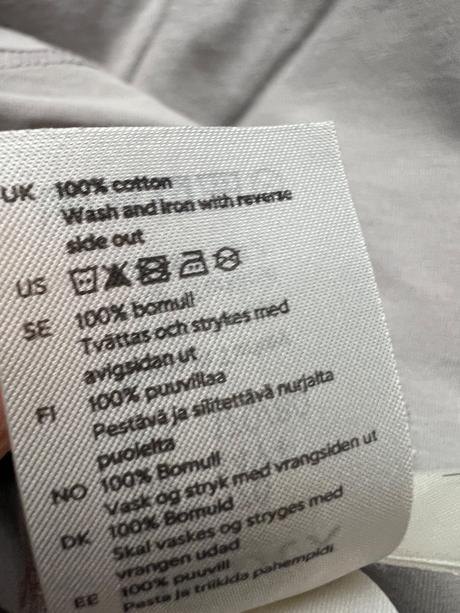 UK 100% cotton
Wash and iron with reverse
side out
US
SE 100% bomull
Tvättas och strykes med
avigsidan ut
FI 100% puuvillaa
Pestävä ja silitettävä nurjalta
puolelta
NO 100% Bomull
Vask og stryk med vrangsiden ut
DK 100% Bomuld
Skal vaskes og stryges med
vrangen udad
EE 100% puuvill
Pesta ja triikida pahempidi